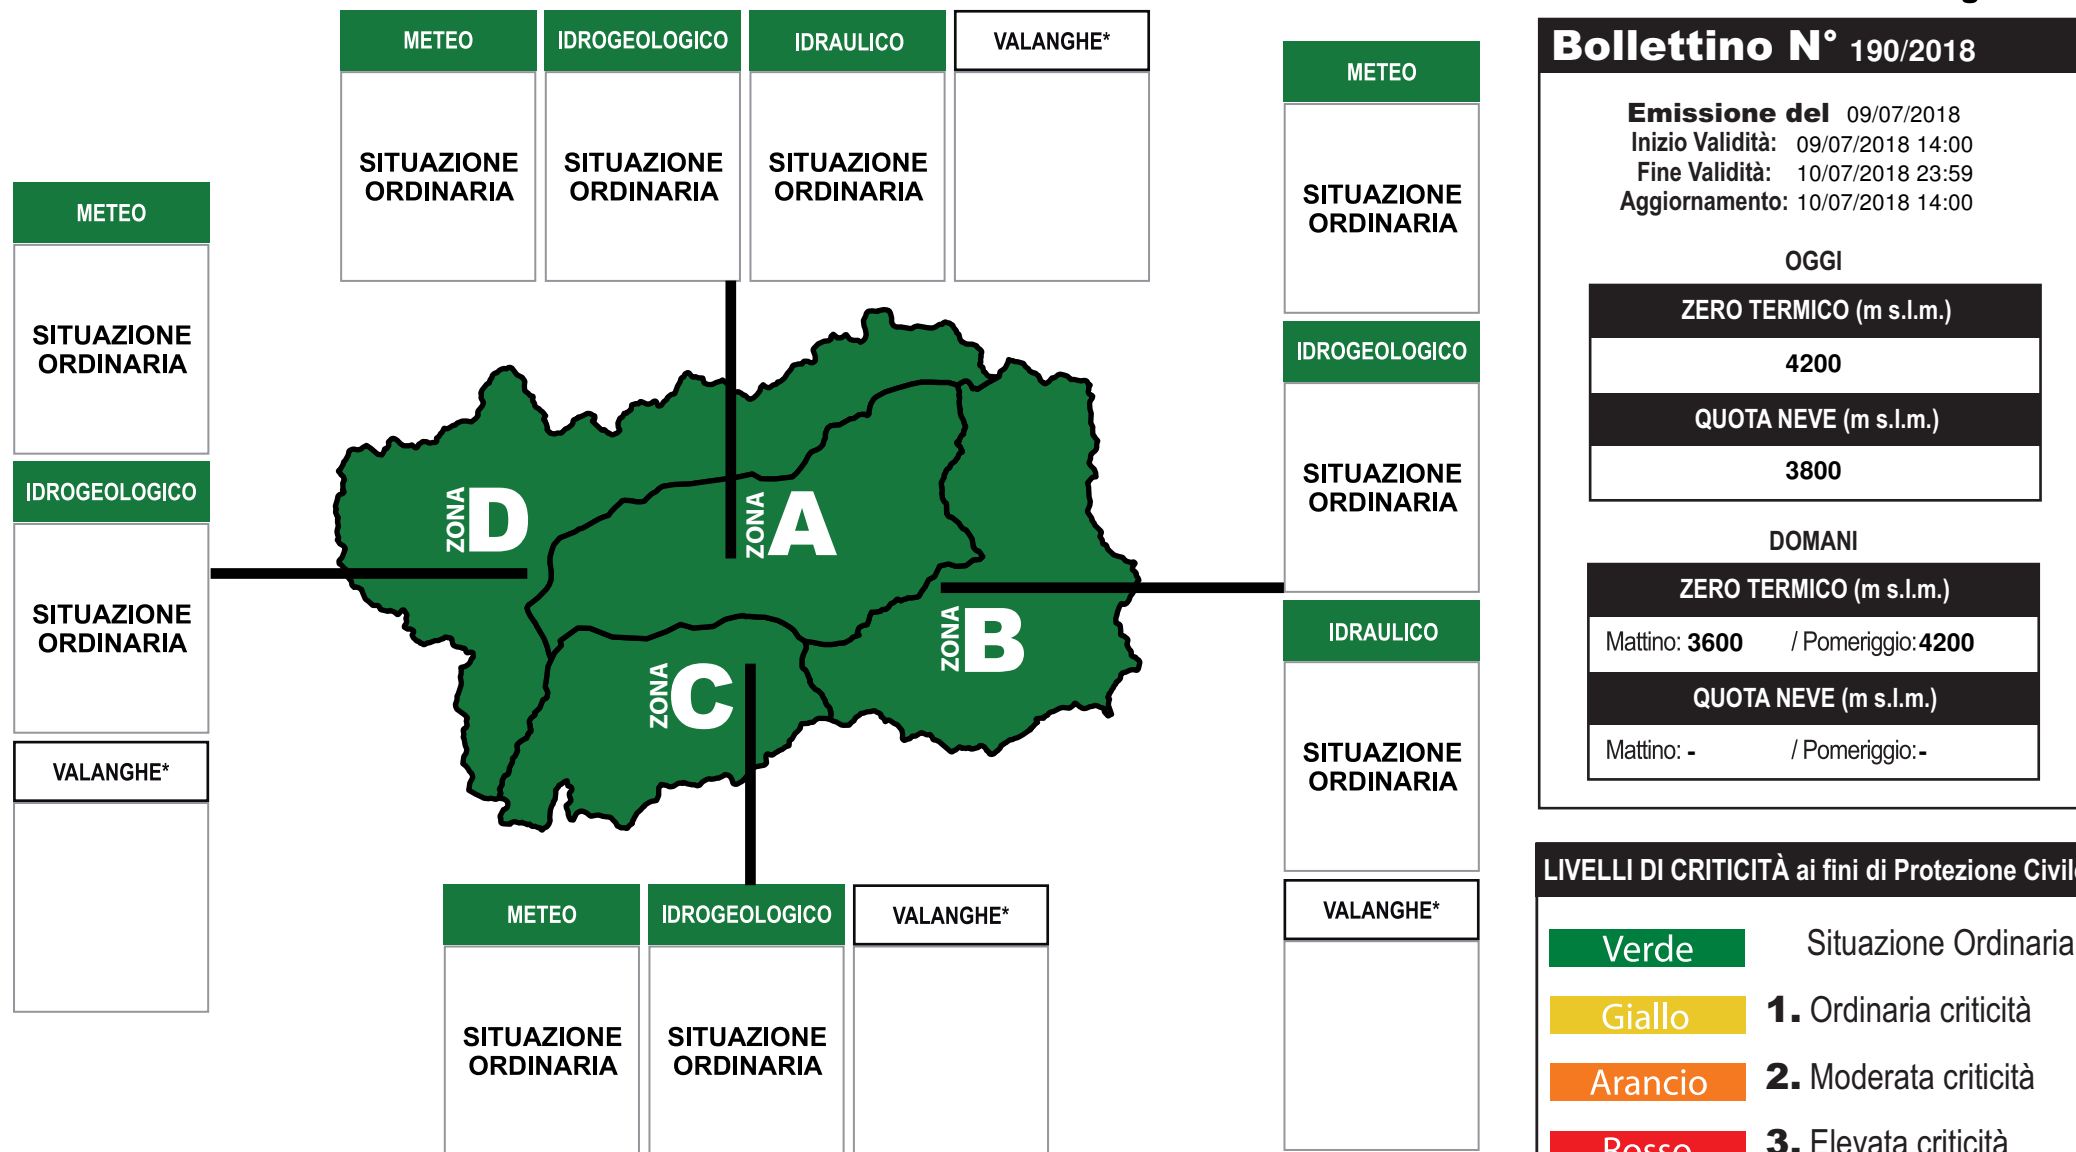 METEO
IDROGEOLOGICO
IDRAULICO
VALANGHE*
SITUAZIONE
ORDINARIA
SITUAZIONE
ORDINARIA
SITUAZIONE
ORDINARIA
METEO
SITUAZIONE
ORDINARIA
IDROGEOLOGICO
SITUAZIONE
ORDINARIA
VALANGHE*
ZONA D
ZONA A
ZONA B
ZONA C
METEO
SITUAZIONE
ORDINARIA
IDROGEOLOGICO
SITUAZIONE
ORDINARIA
IDRAULICO
SITUAZIONE
ORDINARIA
VALANGHE*
METEO
IDROGEOLOGICO
VALANGHE*
SITUAZIONE
ORDINARIA
SITUAZIONE
ORDINARIA
Bollettino N° 190/2018
Emissione del 09/07/2018
Inizio Validità: 09/07/2018 14:00
Fine Validità: 10/07/2018 23:59
Aggiornamento: 10/07/2018 14:00
OGGI
ZERO TERMICO (m s.l.m.)
4200
QUOTA NEVE (m s.l.m.)
3800
DOMANI
ZERO TERMICO (m s.l.m.)
Mattino: 3600 / Pomeriggio: 4200
QUOTA NEVE (m s.l.m.)
Mattino: - / Pomeriggio: -
LIVELLI DI CRITICITÀ ai fini di Protezione Civile
Verde Situazione Ordinaria
Giallo 1. Ordinaria criticità
Arancio 2. Moderata criticità
Rosso 3. Elevata criticità